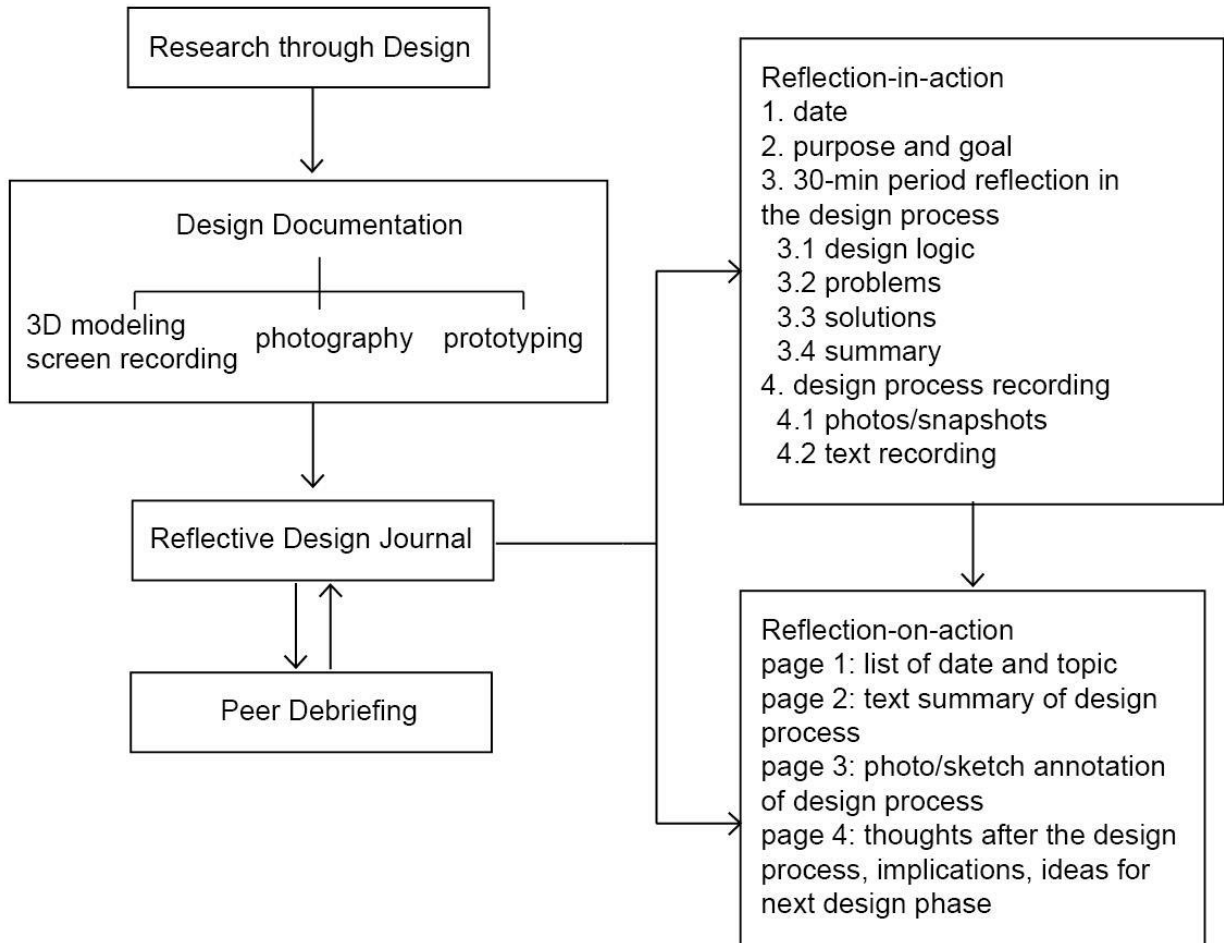 Research through Design
Design Documentation
3D modeling
screen recording
photography
prototyping
Reflective Design Journal
Peer Debriefing
Reflection-in-action
1. date
2. purpose and goal
3. 30-min period reflection in
the design process
3.1 design logic
3.2 problems
3.3 solutions
3.4 summary
4. design process recording
4.1 photos/snapshots
4.2 text recording
Reflection-on-action
page 1: list of date and topic
page 2: text summary of design
process
page 3: photo/sketch annotation
of design process
page 4: thoughts after the design
process, implications, ideas for
next design phase